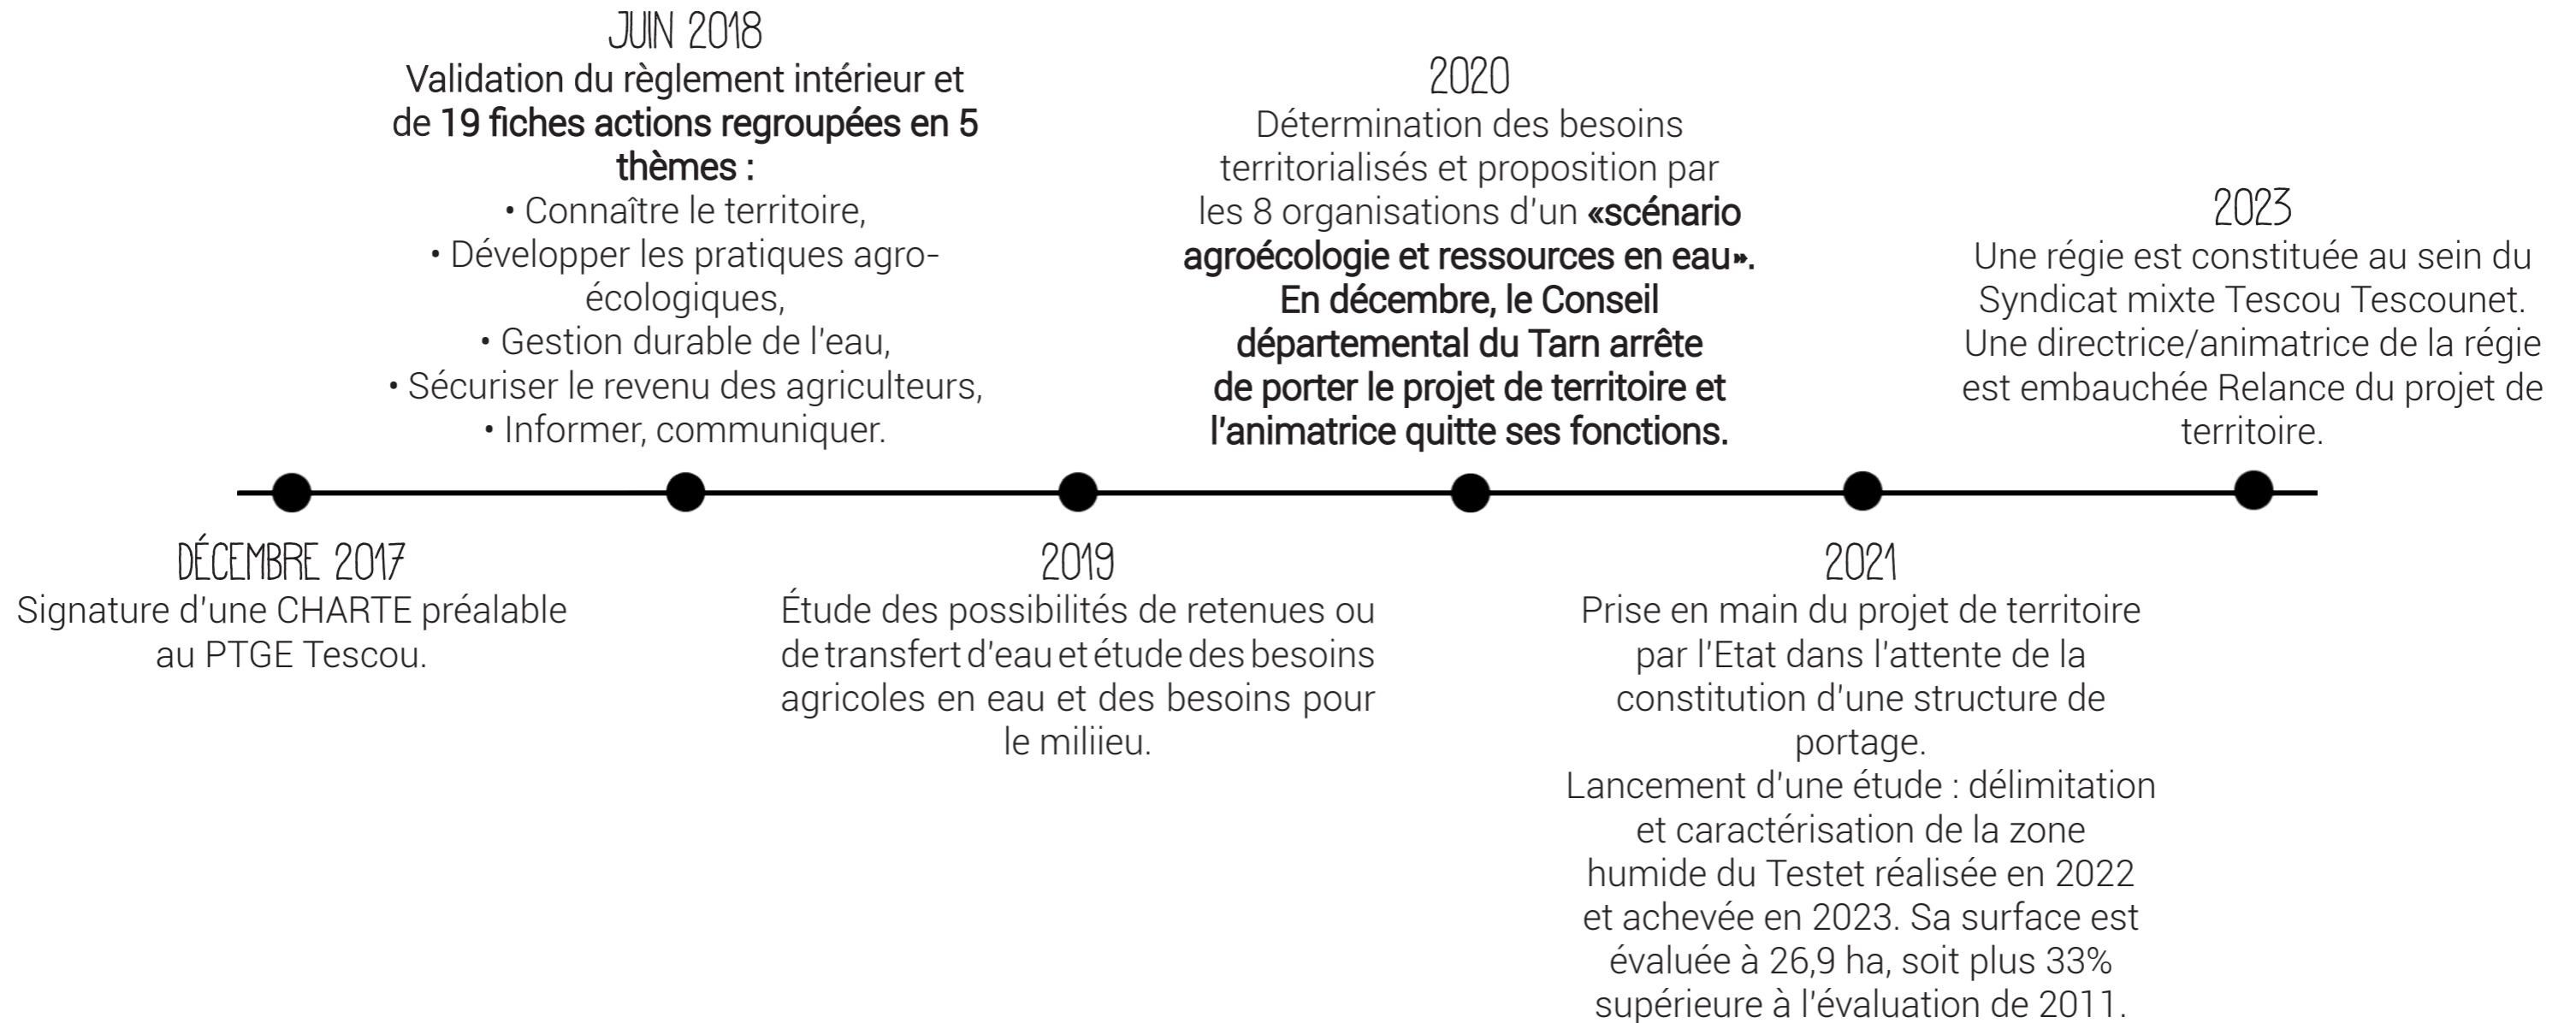 JUIN 2018
Validation du règlement intérieur et
de 19 fiches actions regroupées en 5
thèmes :
• Connaître le territoire,
• Développer les pratiques agro-
écologiques,
• Gestion durable de l'eau,
• Sécuriser le revenu des agriculteurs,
• Informer, communiquer.
2020
Détermination des besoins
territorialisés et proposition par
les 8 organisations d'un «scénario
agroécologie et ressources en eau».
En décembre, le Conseil
départemental du Tarn arrête
de porter le projet de territoire et
l'animatrice quitte ses fonctions.
2023
Une régie est constituée au sein du
Syndicat mixte Tescou Tescounet.
Une directrice/animatrice de la régie
est embauchée Relance du projet de
territoire.
DÉCEMBRE 2017
Signature d'une CHARTE préalable
au PTGE Tescou.
2019
Étude des possibilités de retenues ou
de transfert d'eau et étude des besoins
agricoles en eau et des besoins pour
le miliieu.
2021
Prise en main du projet de territoire
par l'Etat dans l'attente de la
constitution d'une structure de
portage.
Lancement d'une étude : délimitation
et caractérisation de la zone
humide du Testet réalisée en 2022
et achevée en 2023. Sa surface est
évaluée à 26,9 ha, soit plus 33%
supérieure à l'évaluation de 2011.